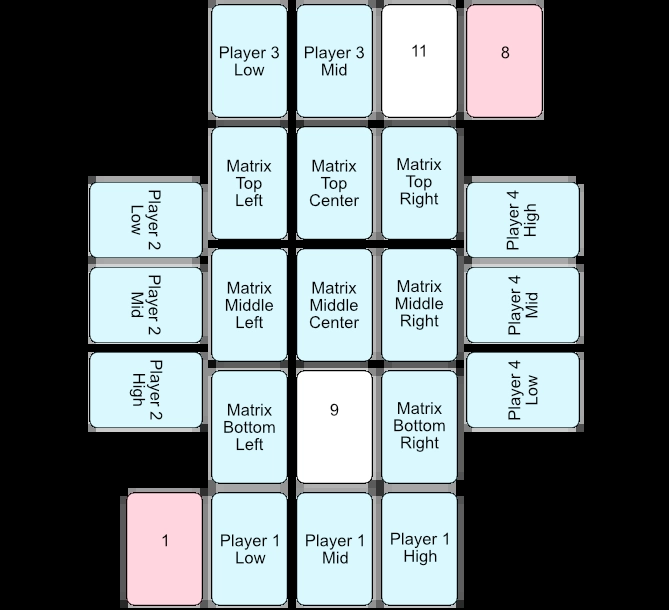 Player 3
Low
Player 3
Mid
11
8
Matrix
Top
Left
Matrix
Top
Center
Matrix
Top
Right
Player 2
Low
Player 4
High
Matrix
Middle
Left
Matrix
Middle
Center
Matrix
Middle
Right
Player 2
Mid
Player 4
Mid
Player 2
High
Player 4
Low
Matrix
Bottom
Left
9
Matrix
Bottom
Right
1
Player 1
Low
Player 1
Mid
Player 1
High